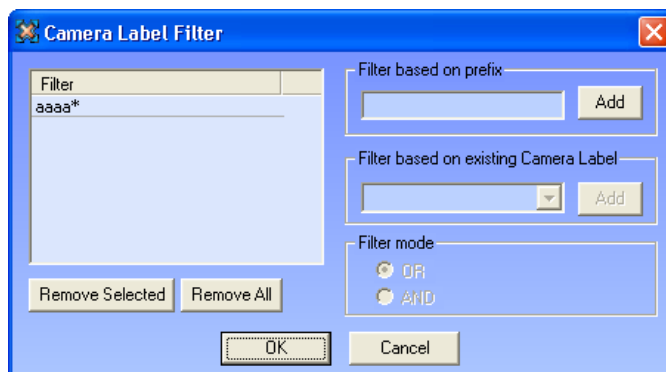 Camera Label Filter
Filter
aaaa*
Remove Selected
Remove All
Filter based on prefix
Add
Filter based on existing Camera Label
Add
Filter mode
OR
AND
OK
Cancel